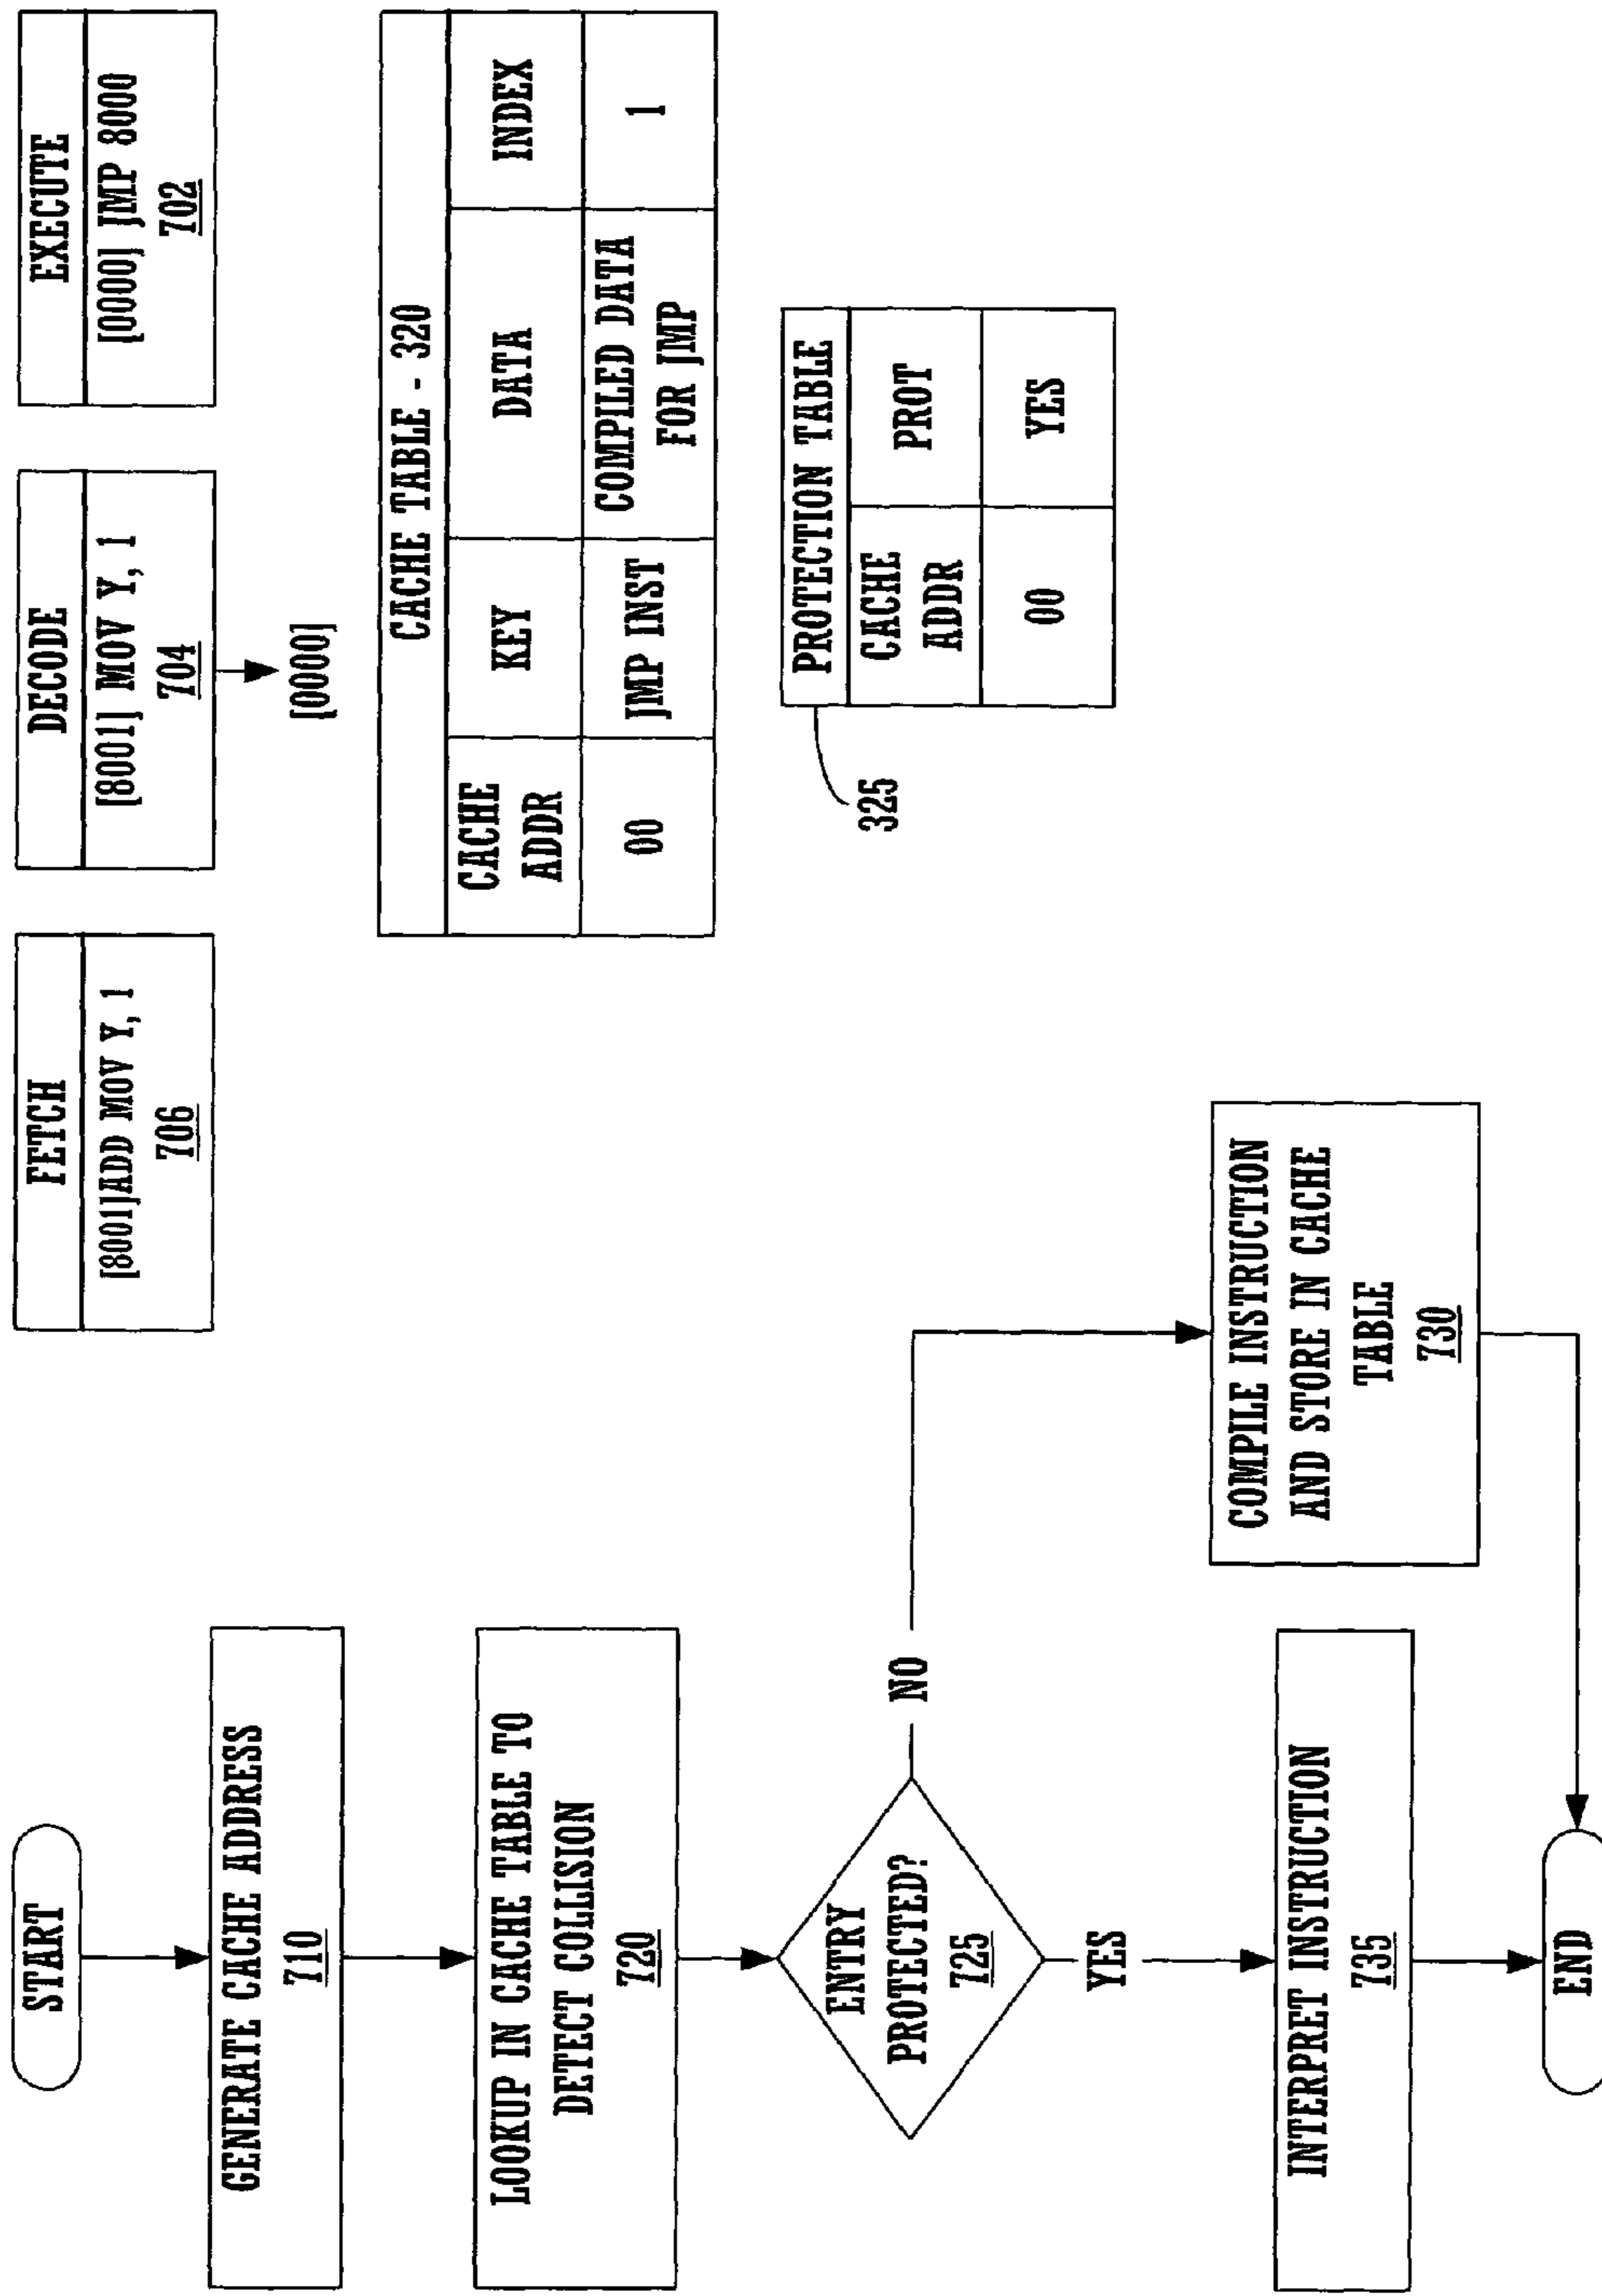 START
GENERATE CACHE ADDRESS
710
LOOKUP IN CACHE TABLE TO
DETECT COLLISION
720
ENTRY
PROTECTED?
725
NO
YES
COMPILE INSTRUCTION
AND STORE IN CACHE
TABLE
730
INTERPRET INSTRUCTION
735
END
FETCH
[8001]ADD MOV Y, 1
706
DECODE
[8001] MOV Y, 1
704
[0000]
EXECUTE
[0000] JMP 8000
702
CACHE TABLE - 320
CACHE
ADDR
KEY
DATA
INDEX
00
JMP INST
COMPILED DATA
FOR JMP
1
325
PROTECTION TABLE
CACHE
ADDR
PROT
00
YES